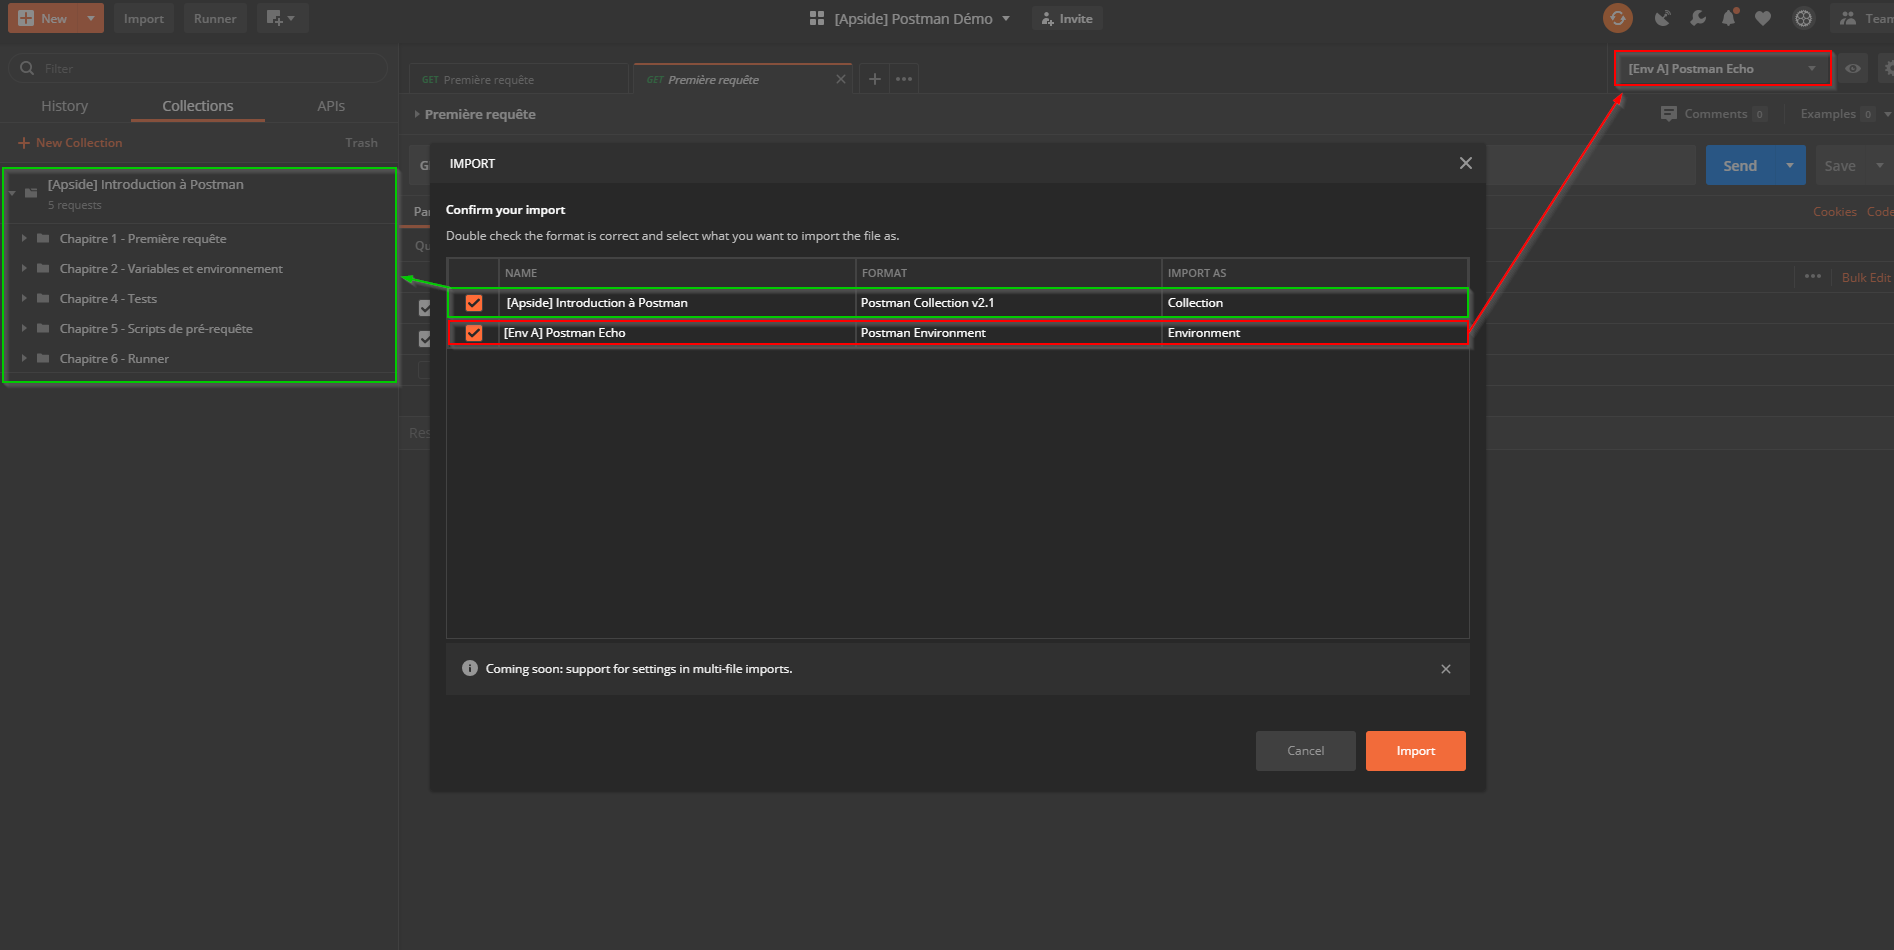 New
Import
Runner
[Apside] Postman Démo
Invite
Team
Filter
History
Collections
APIs
New Collection
Trash
[Apside] Introduction à Postman
5 requests
Chapitre 1 - Première requête
Chapitre 2 - Variables et environnement
Chapitre 4 - Tests
Chapitre 5 - Scripts de pré-requête
Chapitre 6 - Runner
GET Première requête
GET Première requête
[Env A] Postman Echo
Première requête
Comments 0
Examples 0
Send
Save
Cookies
Code
Bulk Edit
IMPORT
Confirm your import
Double check the format is correct and select what you want to import the file as.
NAME FORMAT IMPORT AS
[Apside] Introduction à Postman Postman Collection v2.1 Collection
[Env A] Postman Echo Postman Environment Environment
Coming soon: support for settings in multi-file imports.
Cancel
Import